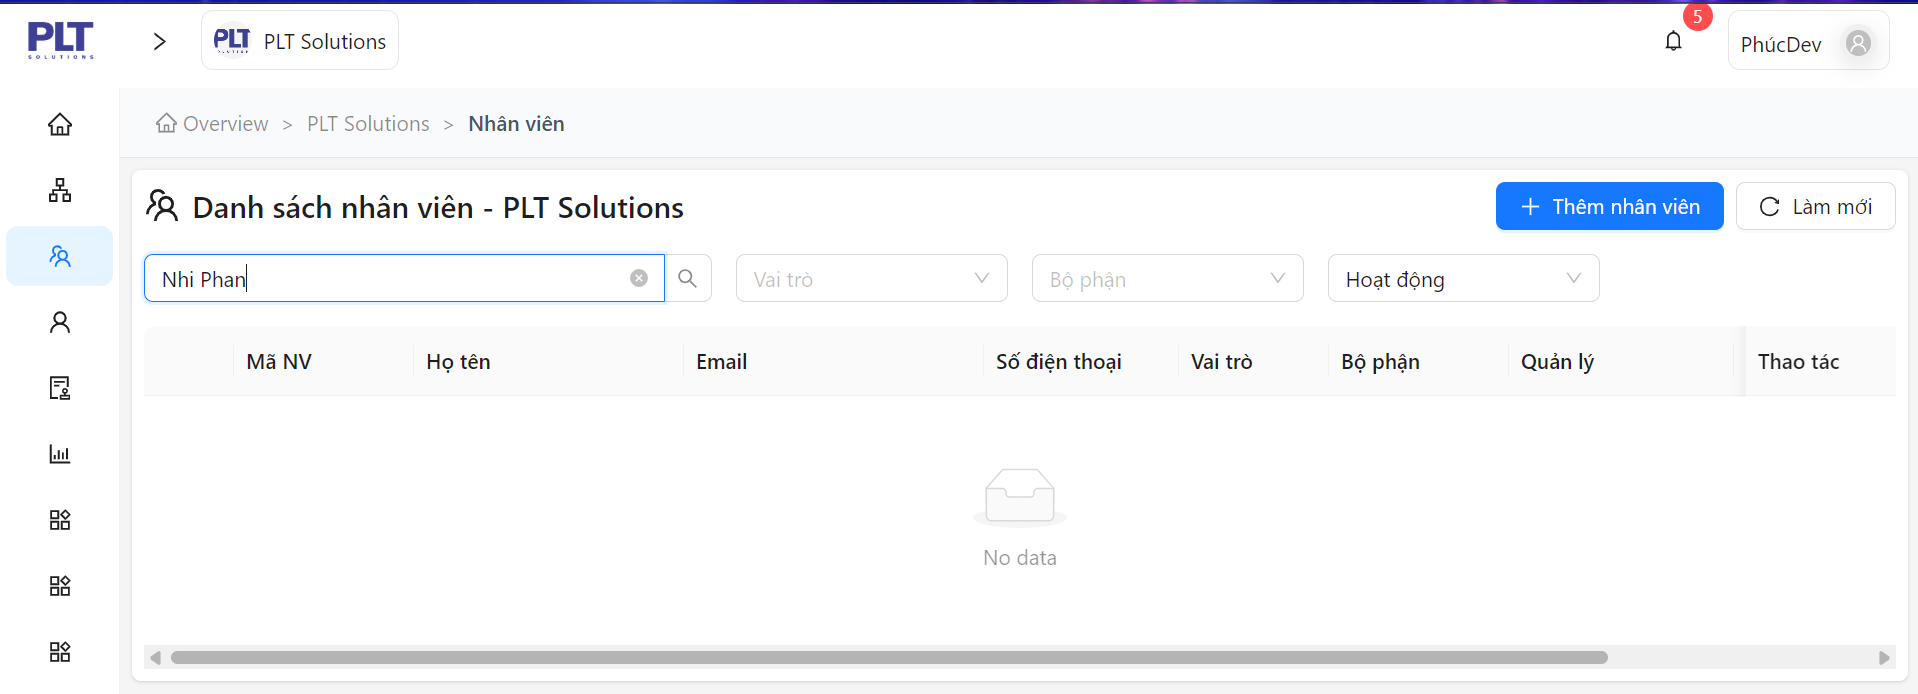 PLT
SOLUTIONS
PLT
PLT Solutions
5
PhúcDev
Overview > PLT Solutions > Nhân viên
Danh sách nhân viên - PLT Solutions
+ Thêm nhân viên
Làm mới
Nhi Phan
Vai trò
Bộ phận
Hoạt động
Mã NV
Họ tên
Email
Số điện thoại
Vai trò
Bộ phận
Quản lý
Thao tác
No data